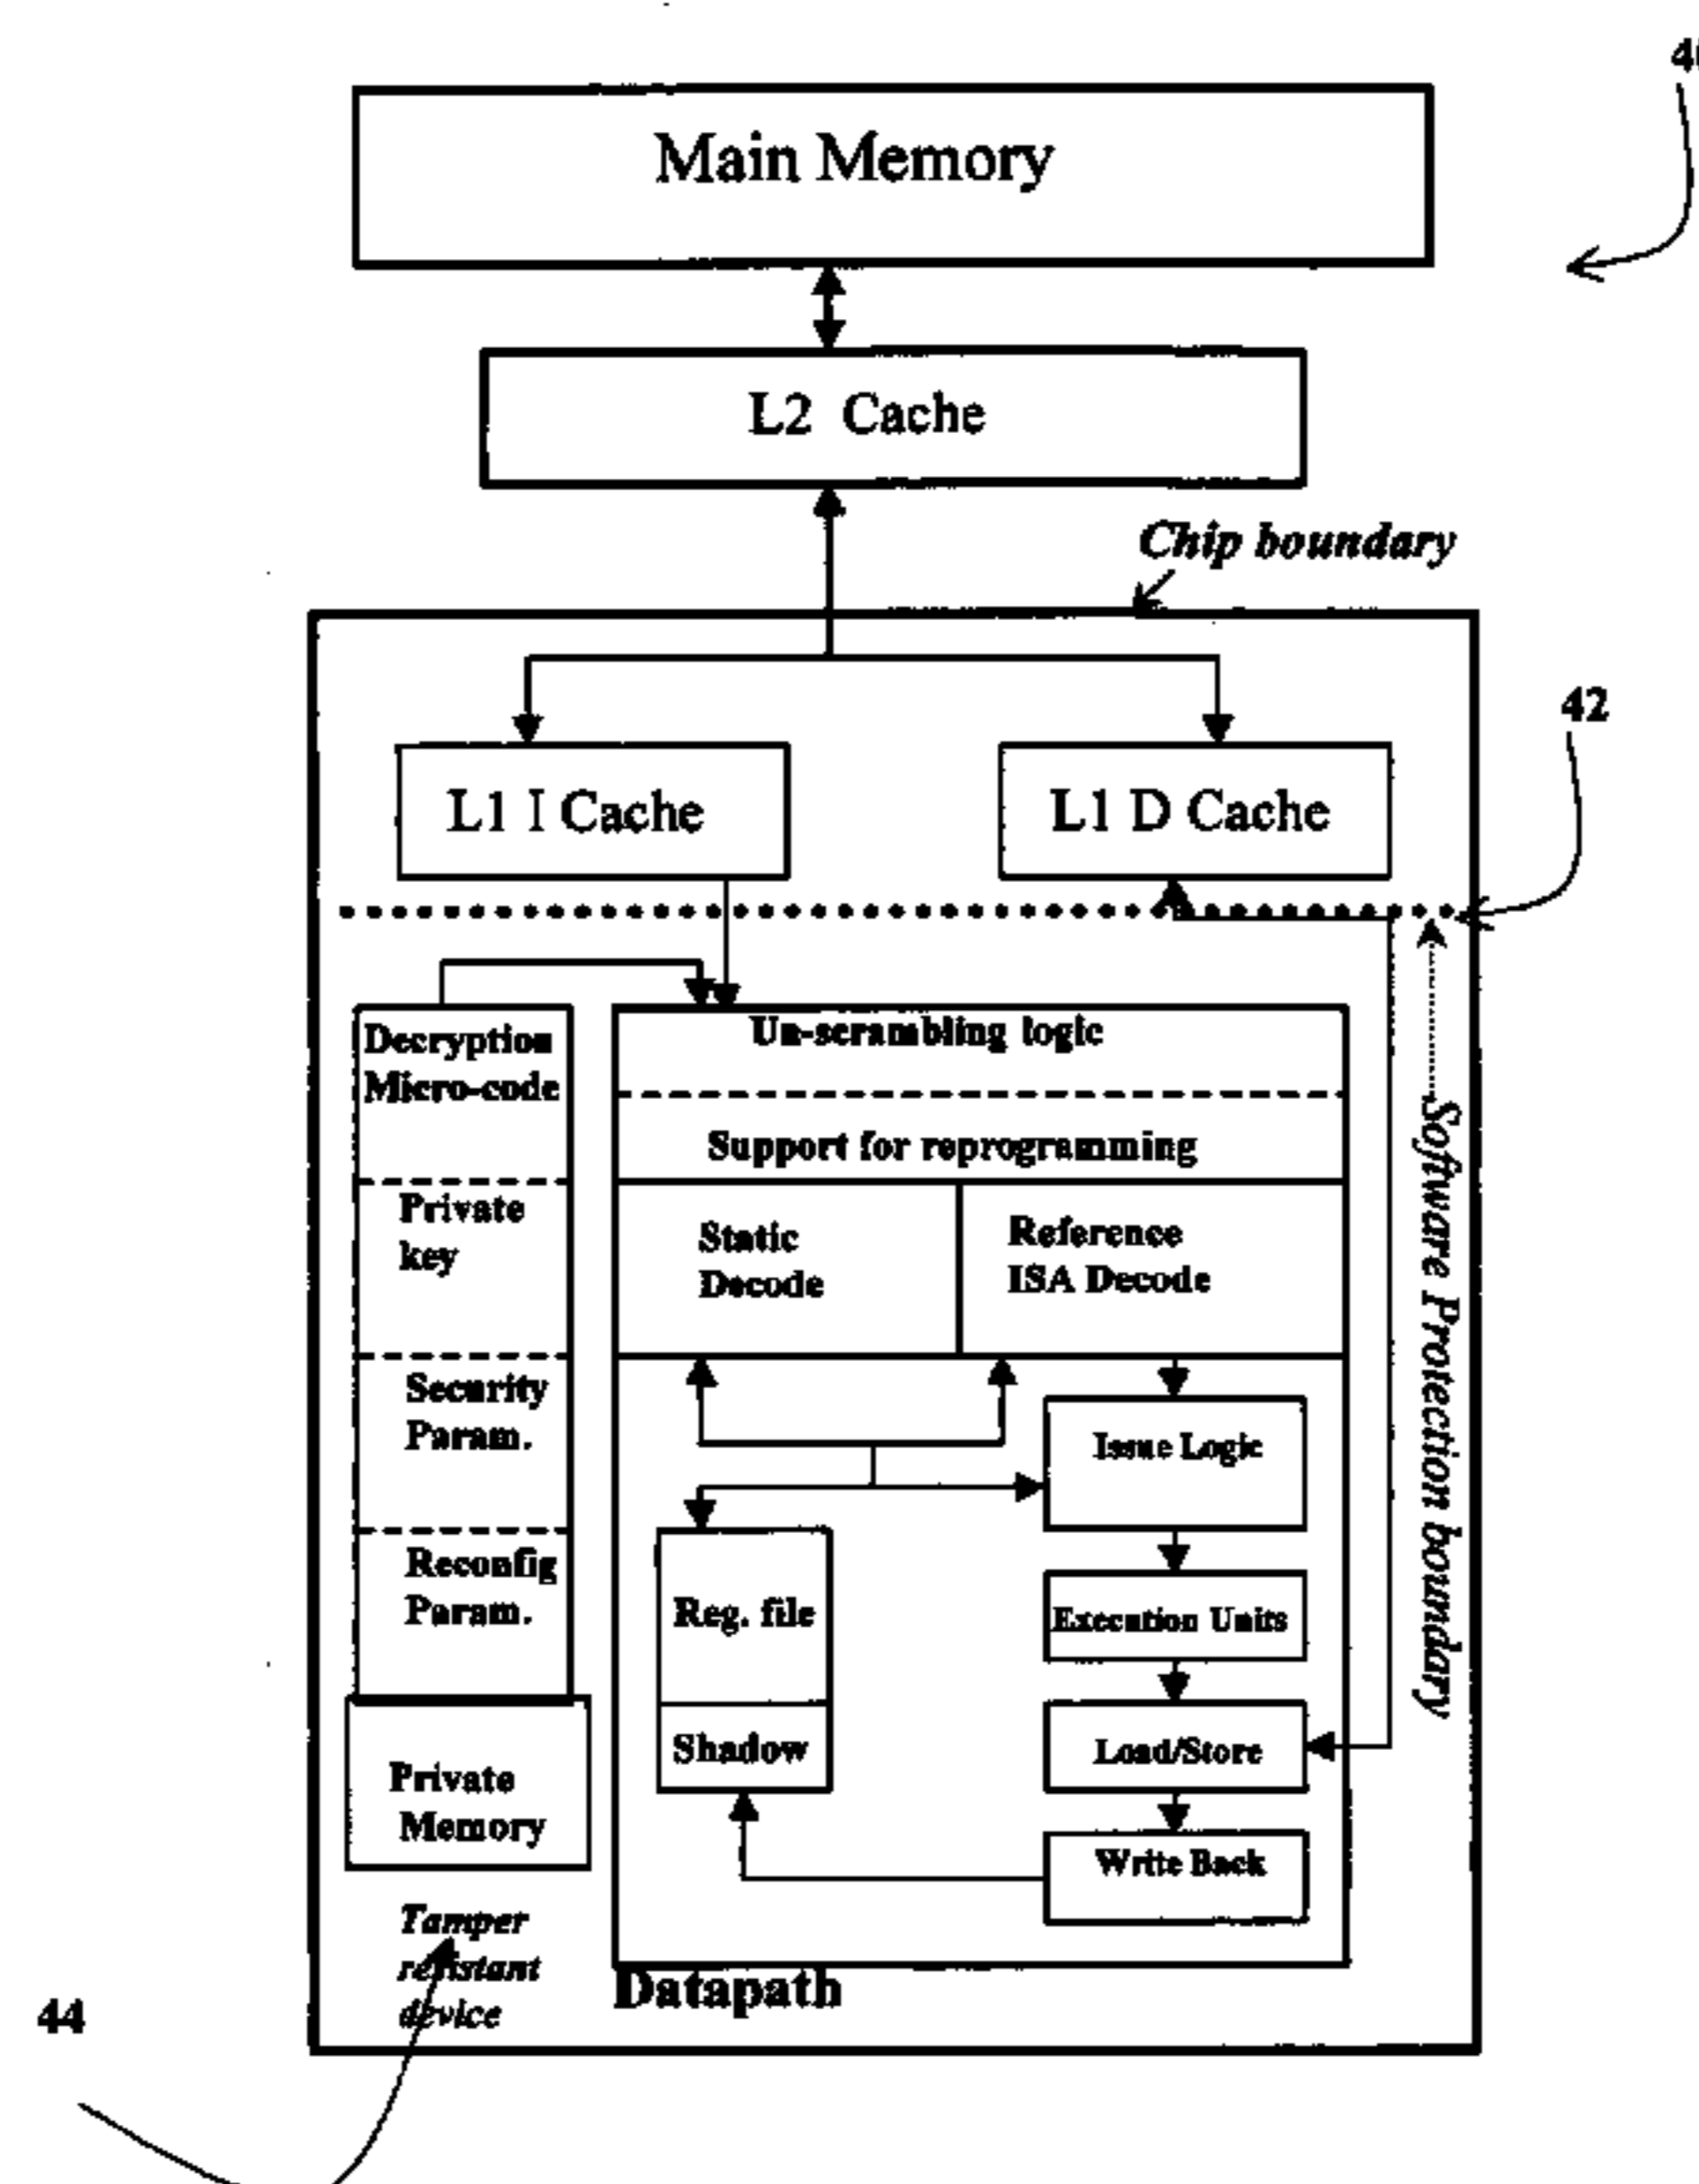 Main Memory
L2 Cache
Chip boundary
42
L1 I Cache
L1 D Cache
Decryption
Micro-code
Private
key
Security
Param.
Reconfig
Param.
Private
Memory
Tamper
resistant
device
44
Un-scrambling logic
Support for reprogramming
Static
Decode
Reference
ISA Decode
Issue Logic
Execution Units
Load/Store
Write Back
Reg. file
Shadow
Datapath
Software Protection boundary